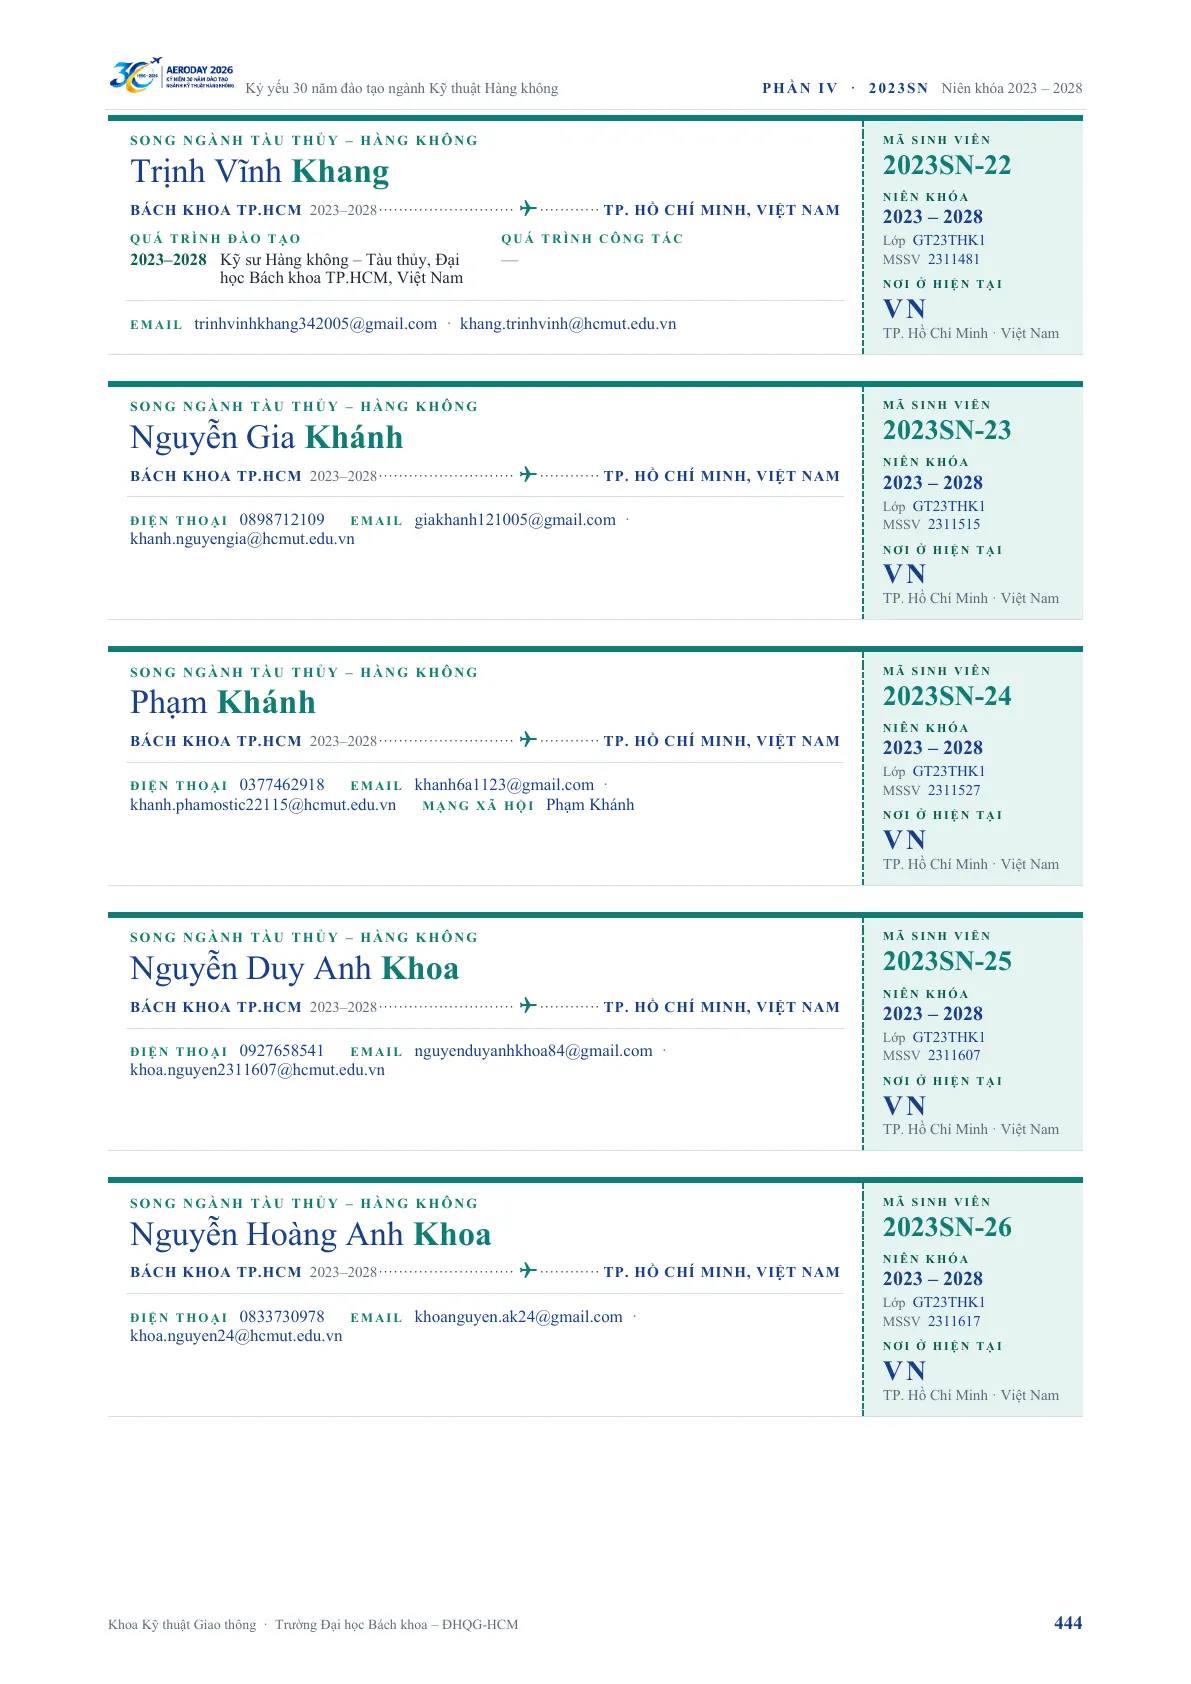 AERODAY 2026
KỶ NIỆM 30 NĂM ĐÀO TẠO
NGÀNH KỸ THUẬT HÀNG KHÔNG
Kỷ yếu 30 năm đào tạo ngành Kỹ thuật Hàng không
PHẦN IV · 2023SN Niên khóa 2023 – 2028
SONG NGÀNH TÀU THỦY – HÀNG KHÔNG
Trịnh Vĩnh Khang
BÁCH KHOA TP.HCM 2023–2028 TP. HỒ CHÍ MINH, VIỆT NAM
QUÁ TRÌNH ĐÀO TẠO
2023–2028 Kỹ sư Hàng không – Tàu thủy, Đại
học Bách khoa TP.HCM, Việt Nam
QUÁ TRÌNH CÔNG TÁC
—
EMAIL trinhvinhkhang342005@gmail.com · khang.trinhvinh@hcmut.edu.vn
MÃ SINH VIÊN
2023SN-22
NIÊN KHÓA
2023 – 2028
Lớp GT23THK1
MSSV 2311481
NƠI Ở HIỆN TẠI
VN
TP. Hồ Chí Minh · Việt Nam
SONG NGÀNH TÀU THỦY – HÀNG KHÔNG
Nguyễn Gia Khánh
BÁCH KHOA TP.HCM 2023–2028 TP. HỒ CHÍ MINH, VIỆT NAM
ĐIỆN THOẠI 0898712109 EMAIL giakhanh121005@gmail.com ·
khanh.nguyengia@hcmut.edu.vn
MÃ SINH VIÊN
2023SN-23
NIÊN KHÓA
2023 – 2028
Lớp GT23THK1
MSSV 2311515
NƠI Ở HIỆN TẠI
VN
TP. Hồ Chí Minh · Việt Nam
SONG NGÀNH TÀU THỦY – HÀNG KHÔNG
Phạm Khánh
BÁCH KHOA TP.HCM 2023–2028 TP. HỒ CHÍ MINH, VIỆT NAM
ĐIỆN THOẠI 0377462918 EMAIL khanh6a1123@gmail.com ·
khanh.phamostic22115@hcmut.edu.vn MẠNG XÃ HỘI Phạm Khánh
MÃ SINH VIÊN
2023SN-24
NIÊN KHÓA
2023 – 2028
Lớp GT23THK1
MSSV 2311527
NƠI Ở HIỆN TẠI
VN
TP. Hồ Chí Minh · Việt Nam
SONG NGÀNH TÀU THỦY – HÀNG KHÔNG
Nguyễn Duy Anh Khoa
BÁCH KHOA TP.HCM 2023–2028 TP. HỒ CHÍ MINH, VIỆT NAM
ĐIỆN THOẠI 0927658541 EMAIL nguyenduyanhkhoa84@gmail.com ·
khoa.nguyen2311607@hcmut.edu.vn
MÃ SINH VIÊN
2023SN-25
NIÊN KHÓA
2023 – 2028
Lớp GT23THK1
MSSV 2311607
NƠI Ở HIỆN TẠI
VN
TP. Hồ Chí Minh · Việt Nam
SONG NGÀNH TÀU THỦY – HÀNG KHÔNG
Nguyễn Hoàng Anh Khoa
BÁCH KHOA TP.HCM 2023–2028 TP. HỒ CHÍ MINH, VIỆT NAM
ĐIỆN THOẠI 0833730978 EMAIL khoanguyen.ak24@gmail.com ·
khoa.nguyen24@hcmut.edu.vn
MÃ SINH VIÊN
2023SN-26
NIÊN KHÓA
2023 – 2028
Lớp GT23THK1
MSSV 2311617
NƠI Ở HIỆN TẠI
VN
TP. Hồ Chí Minh · Việt Nam
Khoa Kỹ thuật Giao thông · Trường Đại học Bách khoa – ĐHQG-HCM
444